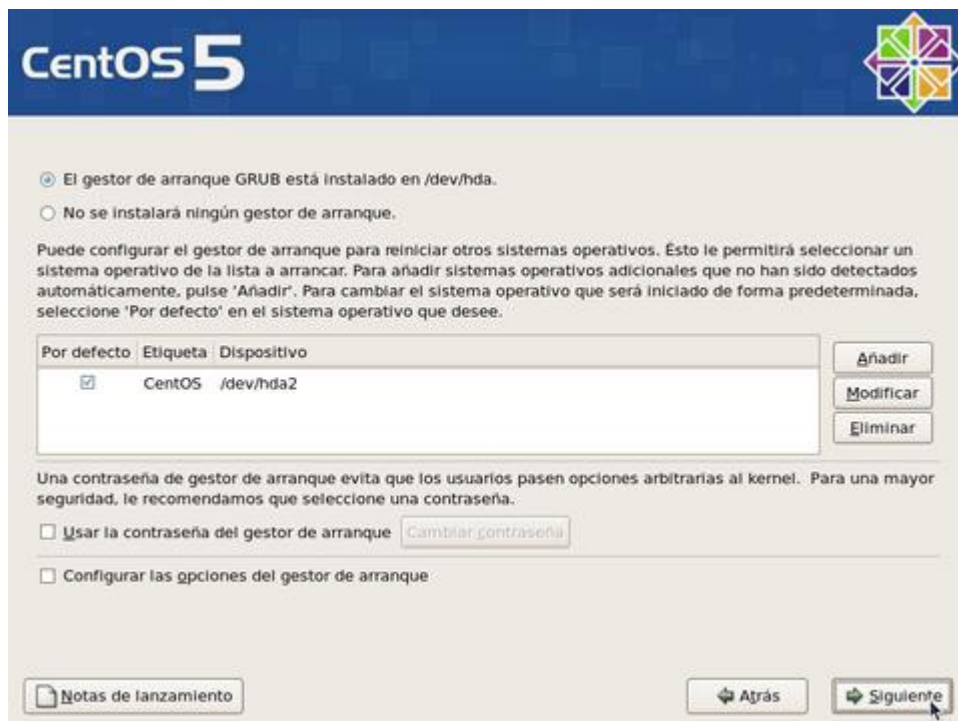 CentOS 5
El gestor de arranque GRUB está instalado en /dev/hda.
No se instalará ningún gestor de arranque.
Puede configurar el gestor de arranque para reiniciar otros sistemas operativos. Ésto le permitirá seleccionar un
sistema operativo de la lista a arrancar. Para añadir sistemas operativos adicionales que no han sido detectados
automáticamente, pulse 'Añadir'. Para cambiar el sistema operativo que será iniciado de forma predeterminada,
seleccione 'Por defecto' en el sistema operativo que desee.
Por defecto Etiqueta Dispositivo
CentOS /dev/hda2
Añadir
Modificar
Eliminar
Una contraseña de gestor de arranque evita que los usuarios pasen opciones arbitrarias al kernel. Para una mayor
seguridad, le recomendamos que seleccione una contraseña.
Usar la contraseña del gestor de arranque Cambiar contraseña
Configurar las opciones del gestor de arranque
Notas de lanzamiento
Atrás
Siguiente